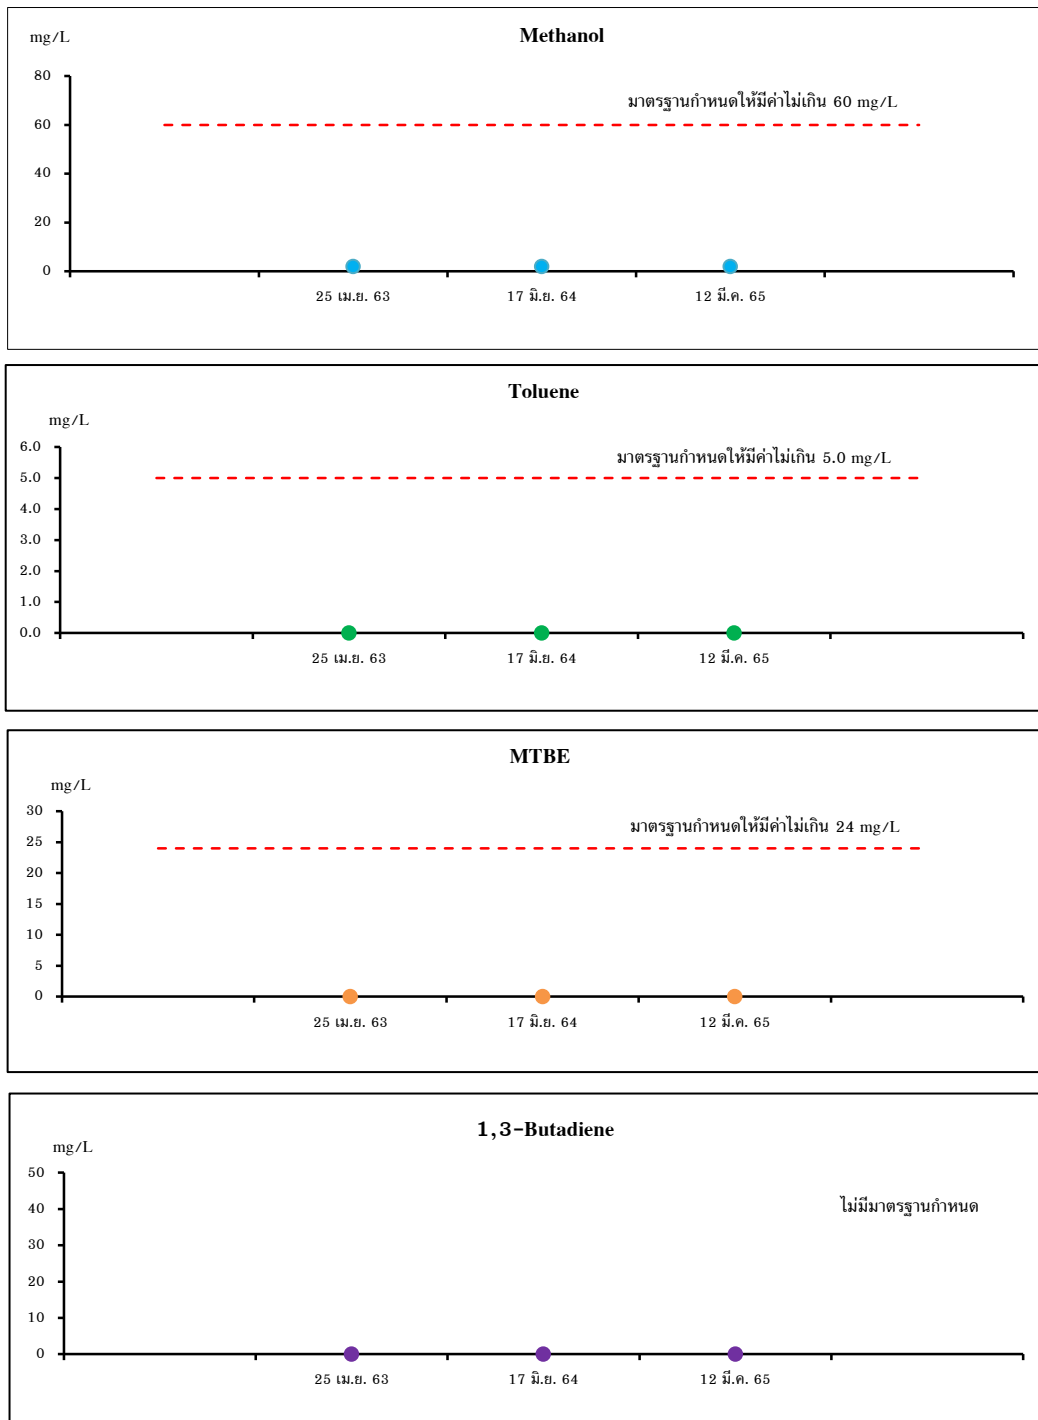 Methanol
mg/L
80
มาตรฐานกำหนดให้มีค่าไม่เกิน 60 mg/L
60
40
20
0
25 เม.ย. 63 17 มิ.ย. 64 12 มี.ค. 65
Toluene
mg/L
6.0
มาตรฐานกำหนดให้มีค่าไม่เกิน 5.0 mg/L
5.0
4.0
3.0
2.0
1.0
0.0
25 เม.ย. 63 17 มิ.ย. 64 12 มี.ค. 65
MTBE
mg/L
30
มาตรฐานกำหนดให้มีค่าไม่เกิน 24 mg/L
25
20
15
10
5
0
25 เม.ย. 63 17 มิ.ย. 64 12 มี.ค. 65
1,3-Butadiene
mg/L
50
ไม่มีมาตรฐานกำหนด
40
30
20
10
0
25 เม.ย. 63 17 มิ.ย. 64 12 มี.ค. 65